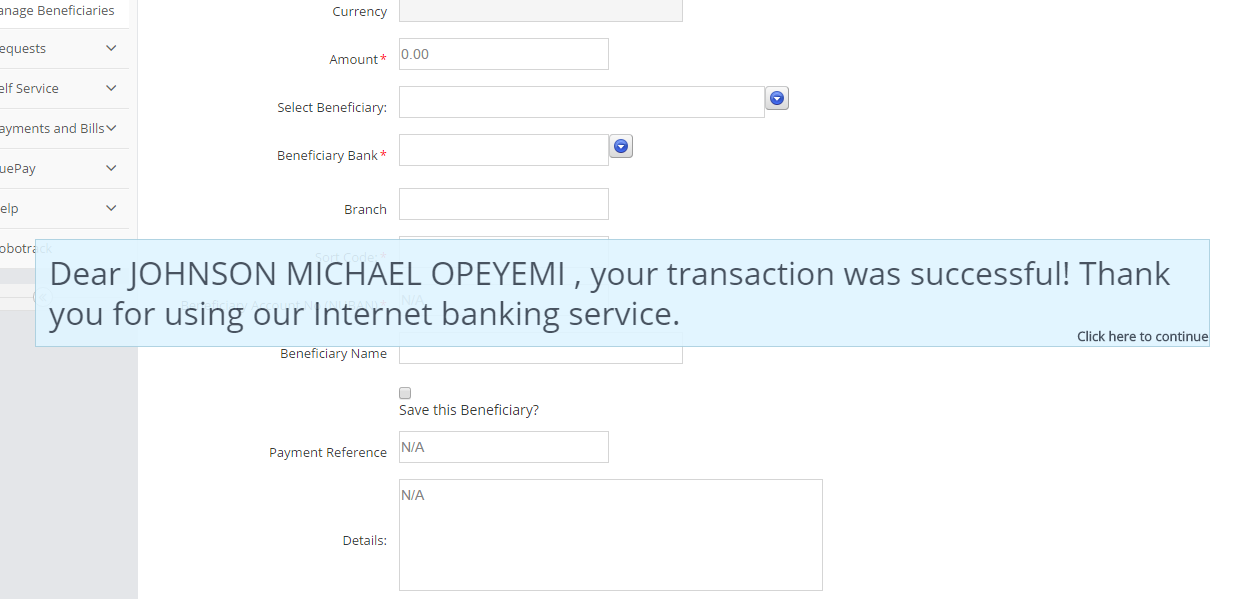 anage Beneficiaries
equests
elf Service
ayments and Bills
uePay
elp
obotrack
Currency
Amount*
0.00
Select Beneficiary:
Beneficiary Bank*
Branch
Sort Code: *
Dear JOHNSON MICHAEL OPEYEMI , your transaction was successful! Thank
you for using our Internet banking service.
Click here to continue
N/A
Beneficiary Name
Save this Beneficiary?
Payment Reference
N/A
Details:
N/A